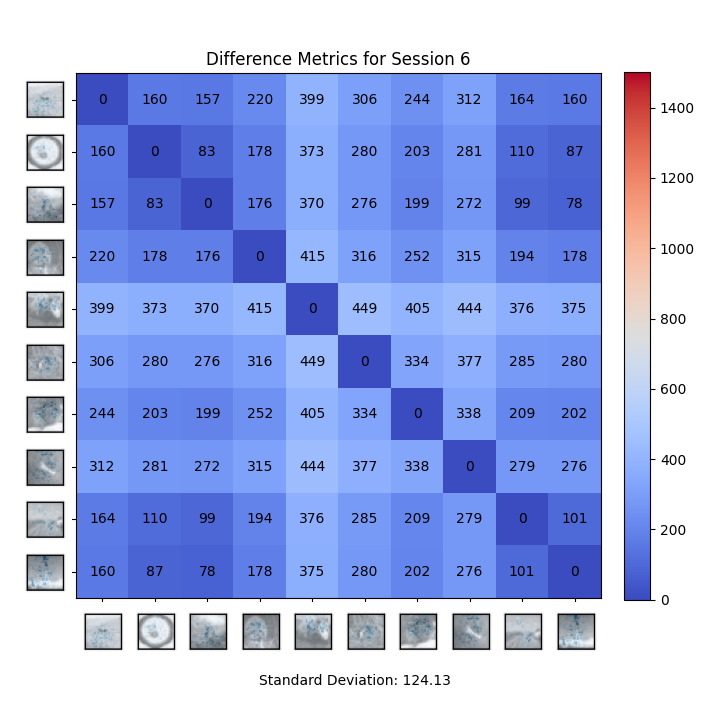 Difference Metrics for Session 6
0 160 157 220 399 306 244 312 164 160
160 0 83 178 373 280 203 281 110 87
157 83 0 176 370 276 199 272 99 78
220 178 176 0 415 316 252 315 194 178
399 373 370 415 0 449 405 444 376 375
306 280 276 316 449 0 334 377 285 280
244 203 199 252 405 334 0 338 209 202
312 281 272 315 444 377 338 0 279 276
164 110 99 194 376 285 209 279 0 101
160 87 78 178 375 280 202 276 101 0
1400
1200
1000
800
600
400
200
0
Standard Deviation: 124.13